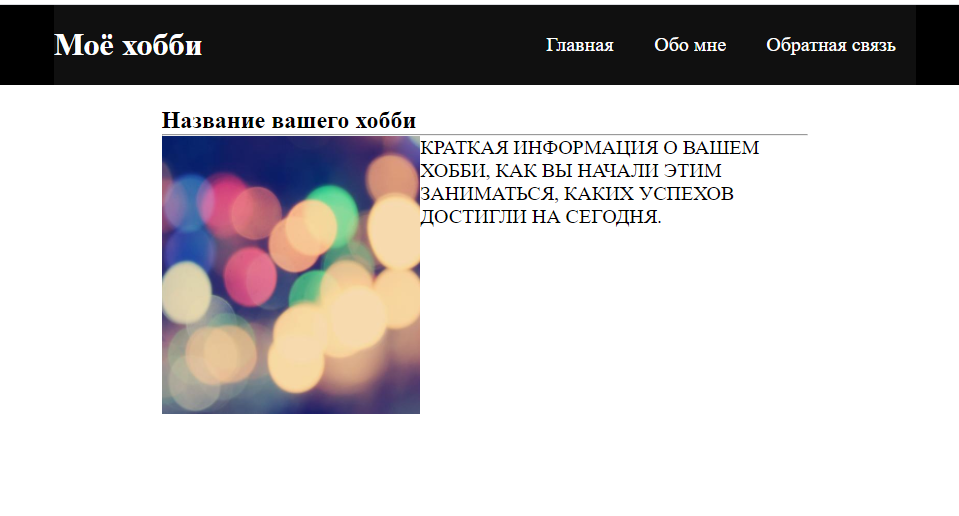 Моё хобби
Главная
Обо мне
Обратная связь
Название вашего хобби
КРАТКАЯ ИНФОРМАЦИЯ О ВАШЕМ
ХОББИ, КАК ВЫ НАЧАЛИ ЭТИМ
ЗАНИМАТЬСЯ, КАКИХ УСПЕХОВ
ДОСТИГЛИ НА СЕГОДНЯ.